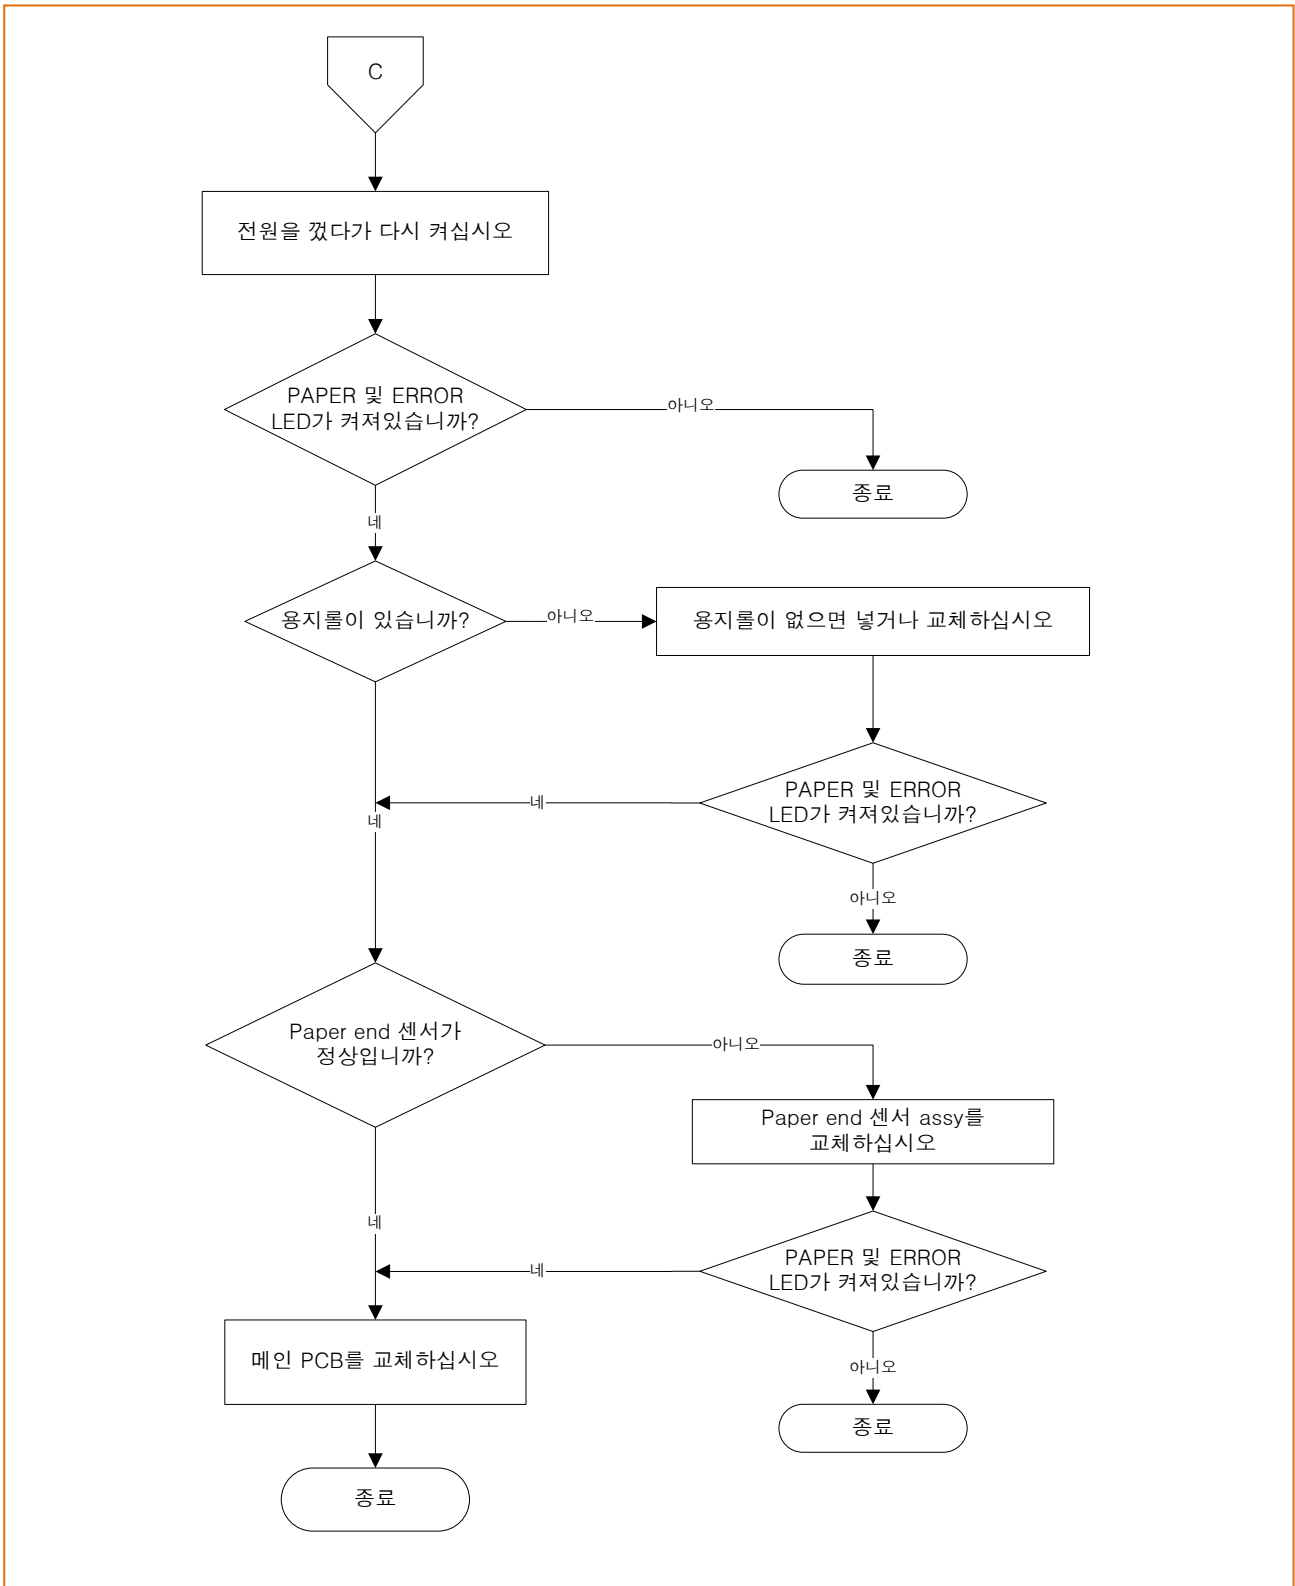 C
전원을 껐다가 다시 켜십시오
PAPER 및 ERROR
LED가 켜져있습니까?
아니오
종료
네
용지롤이 있습니까?
아니오
용지롤이 없으면 넣거나 교체하십시오
PAPER 및 ERROR
LED가 켜져있습니까?
네
네
아니오
종료
Paper end 센서가
정상입니까?
아니오
Paper end 센서 assy를
교체하십시오
네
PAPER 및 ERROR
LED가 켜져있습니까?
네
메인 PCB를 교체하십시오
아니오
종료
종료